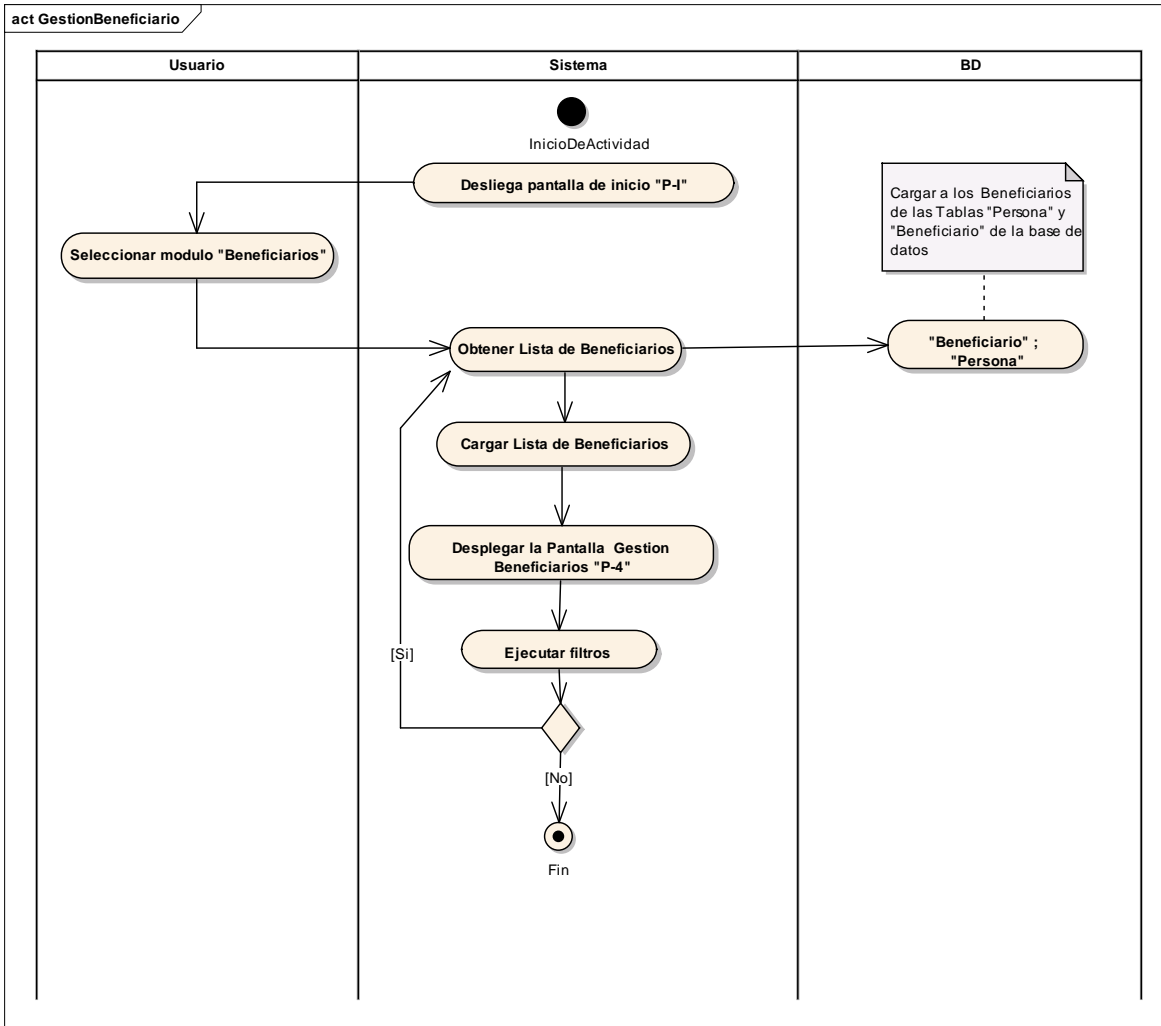 act GestionBeneficiario
Usuario
Sistema
BD
InicioDeActividad
Desliega pantalla de inicio "P-I"
Cargar a los Beneficiarios
de las Tablas "Persona" y
"Beneficiario" de la base de
datos
Seleccionar modulo "Beneficiarios"
Obtener Lista de Beneficiarios
"Beneficiario" ;
"Persona"
Cargar Lista de Beneficiarios
Desplegar la Pantalla Gestion
Beneficiarios "P-4"
Ejecutar filtros
[Si]
[No]
Fin